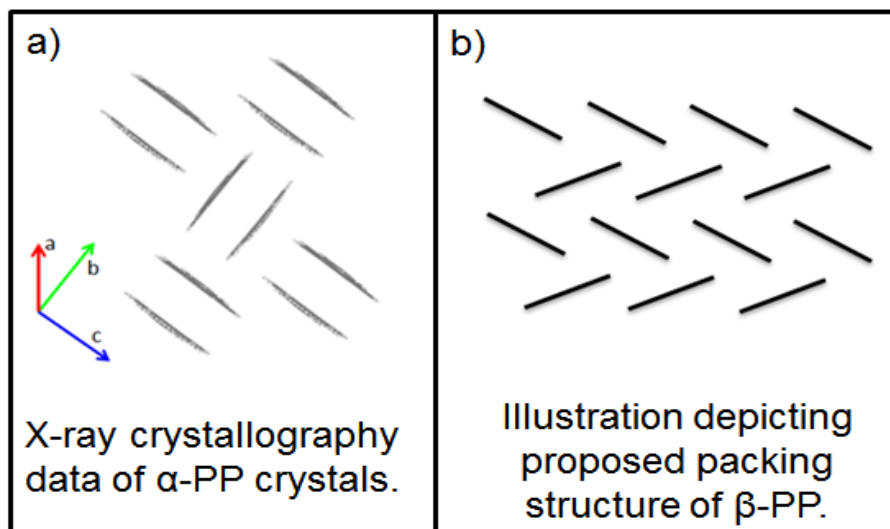 a)
a
b
c
X-ray crystallography
data of α-PP crystals.
b)
Illustration depicting
proposed packing
structure of β-PP.